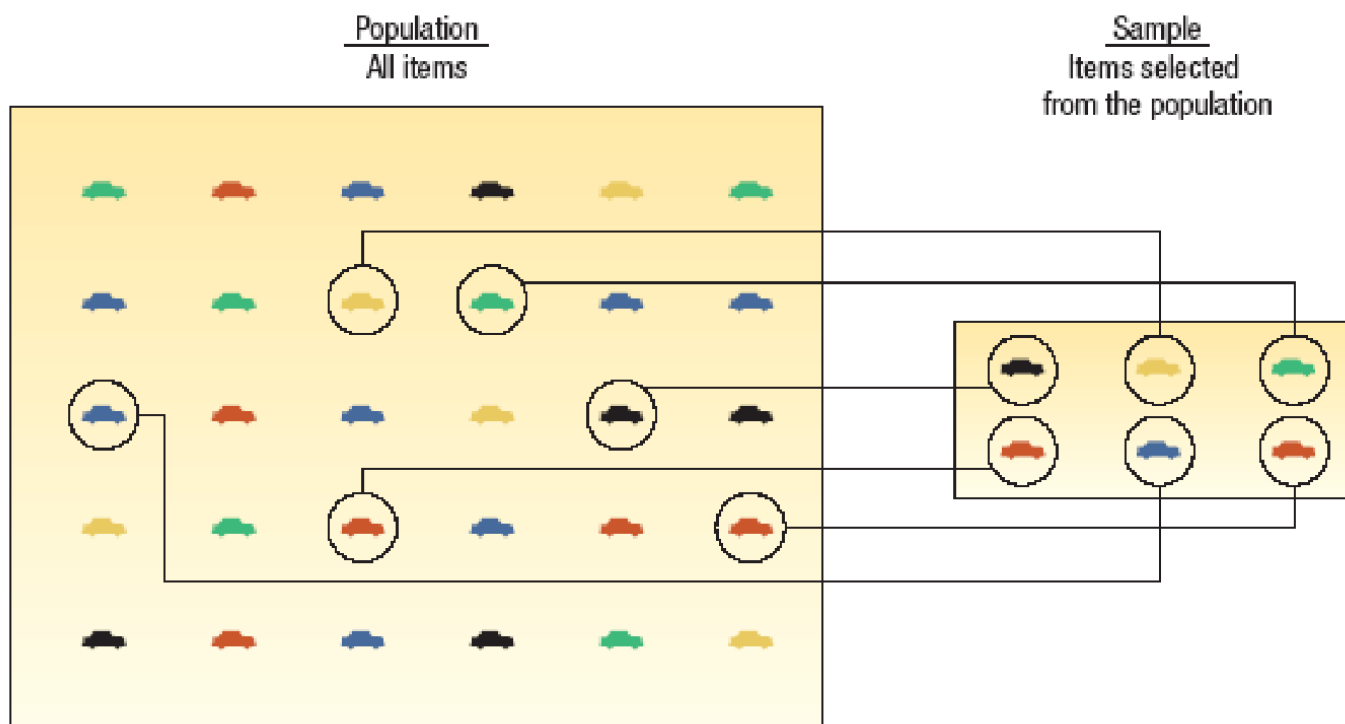 Population
All items
Sample
Items selected
from the population